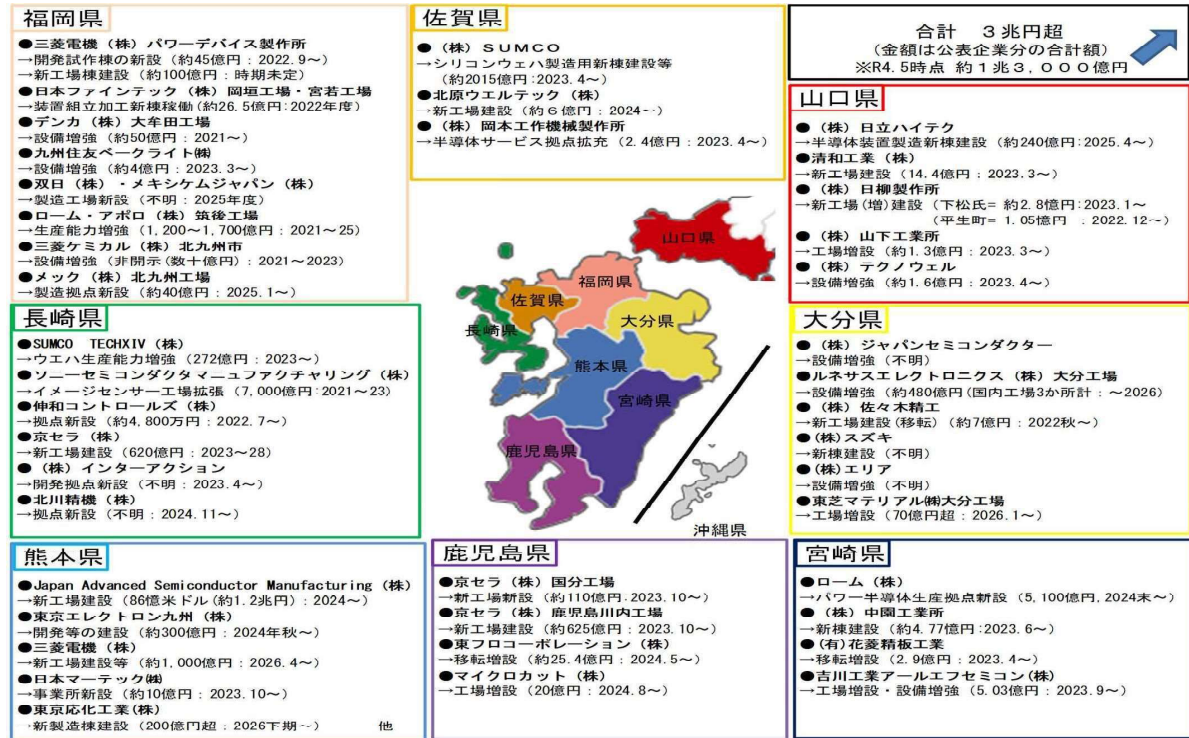 福岡県
●三菱電機（株）パワーデバイス製作所
→開発試作棟の新設（約45億円：2022.9～）
→新工場棟建設（約100億円：時期未定）
●日本ファインテック（株）岡垣工場・宮若工場
→装置組立加工新棟稼働(約26.5億円:2022年度)
●デンカ（株）大牟田工場
→設備増強（約50億円：2021～）
●九州住友ベークライト㈱
→設備増強（約4億円：2023.3～）
●双日（株）・メキシケムジャパン（株）
→製造工場新設（不明：2025年度）
●ローム・アポロ（株）筑後工場
→生産能力増強（1,200～1,700億円：2021～25）
●三菱ケミカル（株）北九州市
→設備増強（非開示（数十億円）：2021～2023）
●メック（株）北九州工場
→製造拠点新設（約40億円：2025.1～）
佐賀県
●（株）ＳＵＭＣＯ
→シリコンウェハ製造用新棟建設等
（約2015億円:2023.4～）
●北原ウエルテック（株）
→新工場建設（約６億円：2024～）
●（株）岡本工作機械製作所
→半導体サービス拠点拡充（2.4億円：2023.4～）
合計　３兆円超
（金額は公表企業分の合計額）
※R4.5時点 約１兆３，０００億円
山口県
●（株）日立ハイテク
→半導体装置製造新棟建設（約240億円:2025.4～）
●清和工業（株）
→新工場建設（14.4億円：2023.3～）
●（株）日柳製作所
→新工場(増)建設（下松氏= 約2.8億円:2023.1～
（平生町= 1.05億円　．2022.12～）
●（株）山下工業所
→工場増設（約1.3億円：2023.3～）
●（株）テクノウェル
→設備増強（約1.6億円：2023.4～）
山口県
福岡県
佐賀県
長崎県
大分県
熊本県
宮崎県
鹿児島県
沖縄県
長崎県
●SUMCO TECHXIV（株）
→ウエハ生産能力増強（272億円：2023～）
●ソニーセミコンダクタマニュファクチャリング（株）
→イメージセンサー工場拡張（7,000億円:2021～23）
●伸和コントロールズ（株）
→拠点新設（約4,800万円：2022.7～）
●京セラ（株）
→新工場建設（620億円：2023～28）
●（株）インターアクション
→開発拠点新設（不明：2023.4～）
●北川精機（株）
→拠点新設（不明：2024.11～）
大分県
●（株）ジャパンセミコンダクター
→設備増強（不明）
●ルネサスエレクトロニクス（株）大分工場
→設備増強（約480億円(国内工場3か所計：～2026）
●（株）佐々木精工
→新工場建設(移転)（約7億円：2022秋～）
●(株)スズキ
→新棟建設（不明）
●(株)エリア
→設備増強（不明）
●東芝マテリアル㈱大分工場
→工場増設（70億円超：2026.1～）
熊本県
●Japan Advanced Semiconductor Manufacturing（株）
→新工場建設（86憶米ドル(約1.2兆円）：2024～）
●東京エレクトロン九州（株）
→開発等の建設（約300億円：2024年秋～）
●三菱電機（株）
→新工場建設等（約1,000億円：2026.4～）
●日本マーテック㈱
→事業所新設（約10億円：2023.10～）
●東京応化工業(株)
→新製造棟建設（200億円超：2026下期～）　他
鹿児島県
●京セラ（株）国分工場
→新工場新設（約110億円：2023.10～）
●京セラ（株）鹿児島川内工場
→新工場建設（約625億円：2023.10～）
●東フロコーポレーション（株）
→移転増設（約25.4億円：2024.5～）
●マイクロカット（株）
→工場増設（20億円：2024.8～）
宮崎県
●ローム（株）
→パワー半導体生産拠点新設（5,100億円,2024末～）
●（株）中園工業所
→新棟建設（約4.77憶円:2023.6～）
●(有)花菱精板工業
→移転増設（2.9億円：2023.4～）
●吉川工業アールエフセミコン(株)
→工場増設・設備増強（5.03億円：2023.9～）